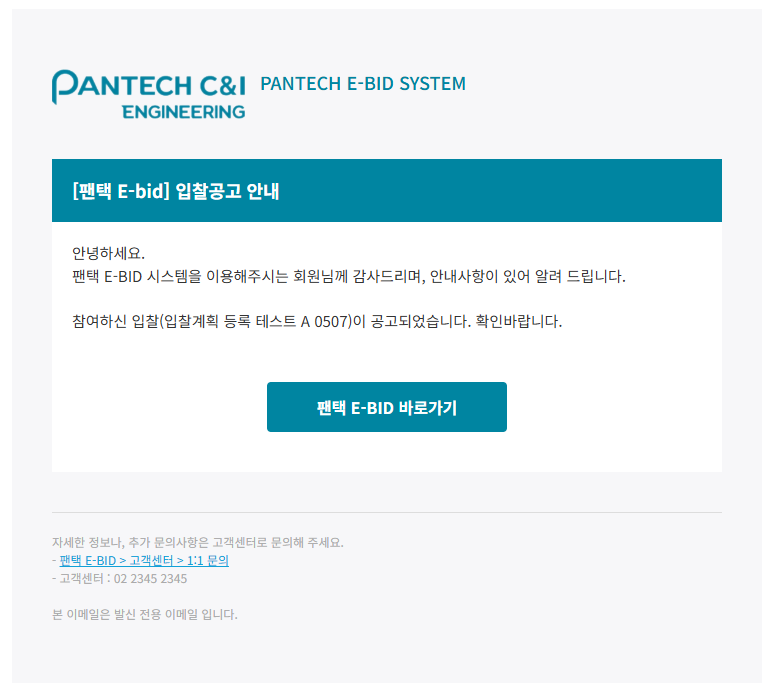 PANTECH C&I
ENGINEERING
PANTECH E-BID SYSTEM
[팬택 E-bid] 입찰공고 안내
안녕하세요.
팬택 E-BID 시스템을 이용해주시는 회원님께 감사드리며, 안내사항이 있어 알려 드립니다.
참여하신 입찰(입찰계획 등록 테스트 A 0507)이 공고되었습니다. 확인바랍니다.
팬택 E-BID 바로가기
자세한 정보나, 추가 문의사항은 고객센터로 문의해 주세요.
- 팬택 E-BID > 고객센터 > 1:1 문의
- 고객센터 : 02 2345 2345
본 이메일은 발신 전용 이메일 입니다.